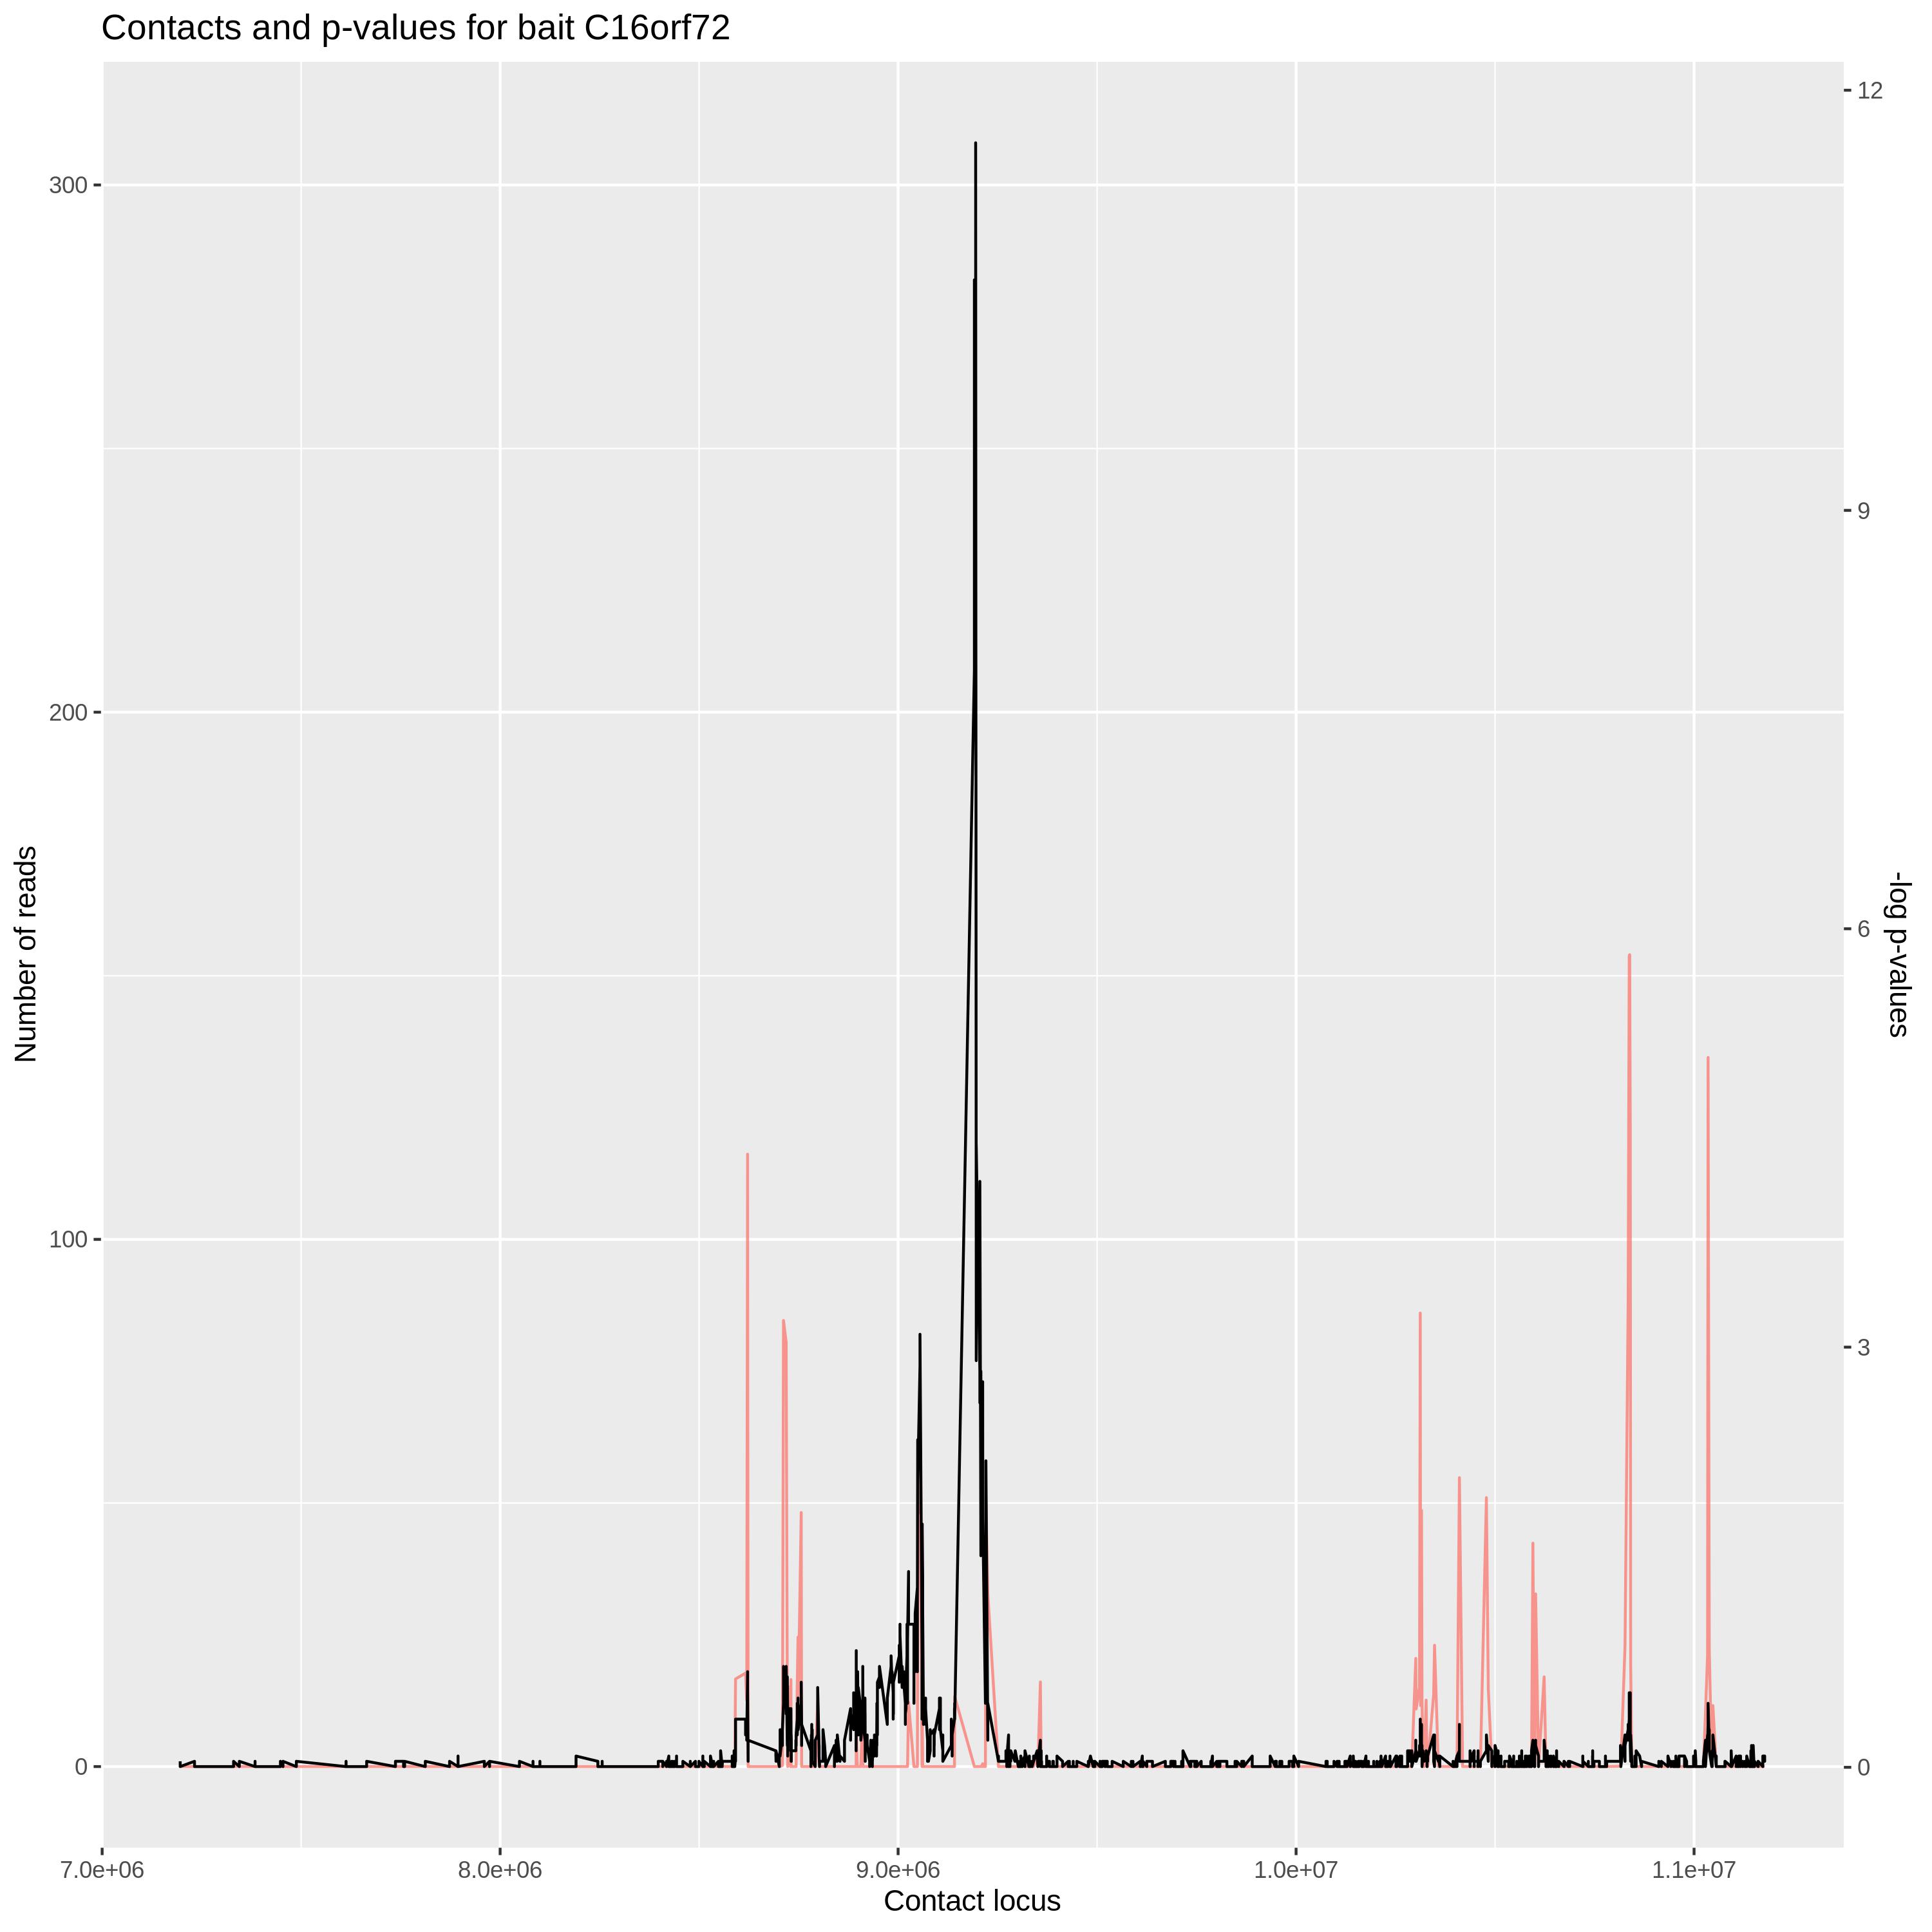 Contacts and p-values for bait C16orf72
300
200
100
0
Number of reads
12
9
6
3
0
-log p-values
7.0e+06
8.0e+06
9.0e+06
1.0e+07
1.1e+07
Contact locus